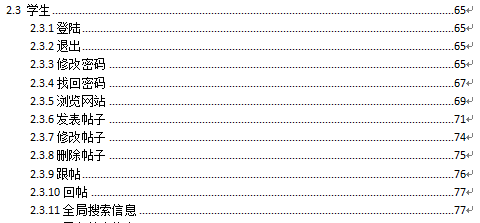 2.3 学生 65
2.3.1 登陆 65
2.3.2 退出 65
2.3.3 修改密码 65
2.3.4 找回密码 67
2.3.5 浏览网站 69
2.3.6 发表帖子 71
2.3.7 修改帖子 74
2.3.8 删除帖子 75
2.3.9 跟帖 76
2.3.10 回帖 77
2.3.11 全局搜索信息 77